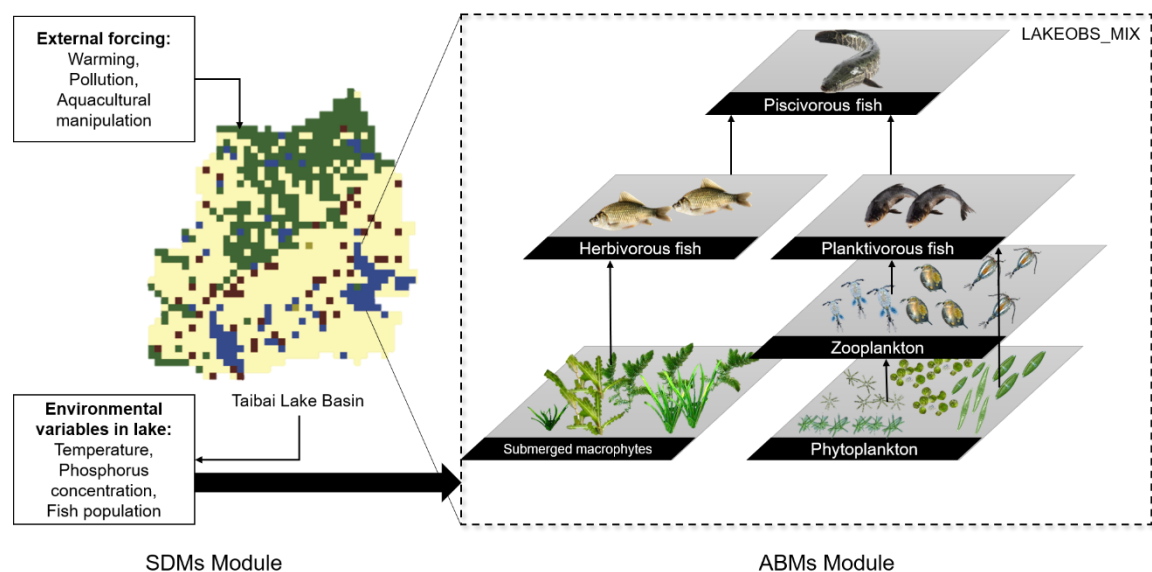 External forcing:
Warming,
Pollution,
Aquacultural
manipulation
Taibai Lake Basin
Environmental
variables in lake:
Temperature,
Phosphorus
concentration,
Fish population
SDMs Module
LAKEOBS_MIX
Piscivorous fish
Herbivorous fish
Planktivorous fish
Zooplankton
Submerged macrophytes
Phytoplankton
ABMs Module